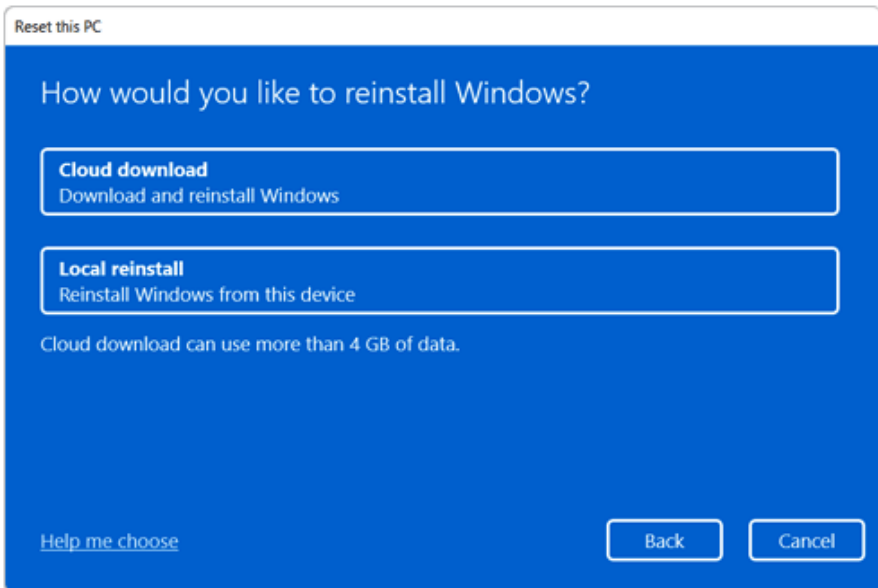 Reset this PC
How would you like to reinstall Windows?
Cloud download
Download and reinstall Windows
Local reinstall
Reinstall Windows from this device
Cloud download can use more than 4 GB of data.
Help me choose
Back
Cancel